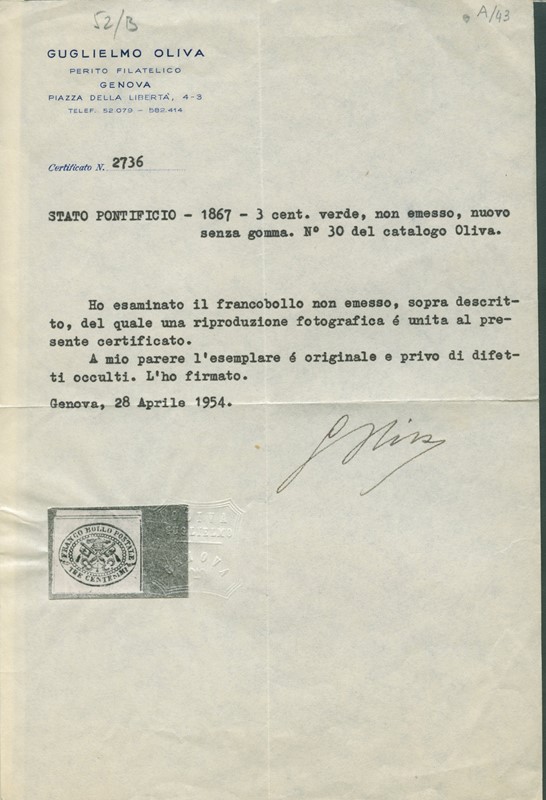 52/B
A/43
GUGLIELMO OLIVA
PERITO FILATELICO
GENOVA
PIAZZA DELLA LIBERTÀ, 4-3
TELEF. 52.079 - 582.414
Certificato N. 2736
STATO PONTIFICIO - 1867 - 3 cent. verde, non emesso, nuovo
senza gomma. Nº 30 del catalogo Oliva.
Ho esaminato il francobollo non emesso, sopra descrit-
to, del quale una riproduzione fotografica é unita al pre-
sente certificato.
A mio parere l'esemplare é originale e privo di difet-
ti occulti. L'ho firmato.
Genova, 28 Aprile 1954.
G Oliva
FRANCO BOLLO POSTALE
TRE CENTESIMI